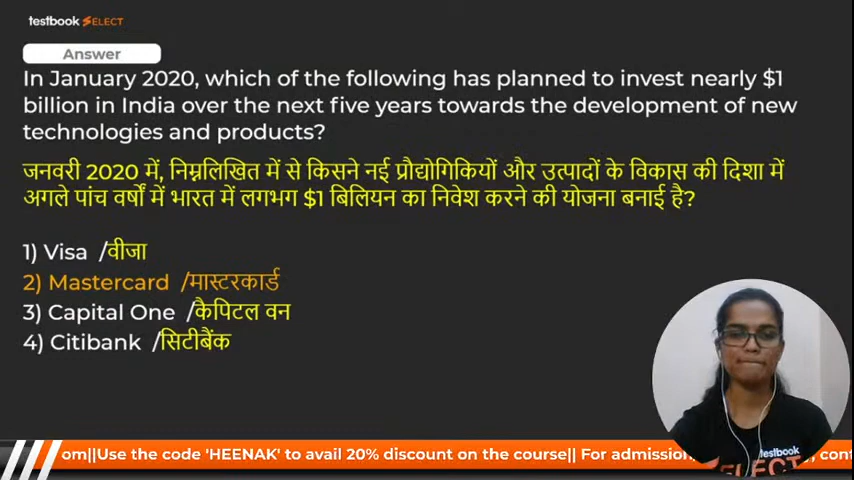 testbook SELECT
Answer
In January 2020, which of the following has planned to invest nearly $1
billion in India over the next five years towards the development of new
technologies and products?
जनवरी 2020 में, निम्नलिखित में से किसने नई प्रौद्योगिकियों और उत्पादों के विकास की दिशा में
अगले पांच वर्षों में भारत में लगभग $1 बिलियन का निवेश करने की योजना बनाई है?
1) Visa /वीजा
2) Mastercard /मास्टरकार्ड
3) Capital One /कैपिटल वन
4) Citibank /सिटीबैंक
om||Use the code 'HEENAK' to avail 20% discount on the course|| For admission
testbook
SELECT